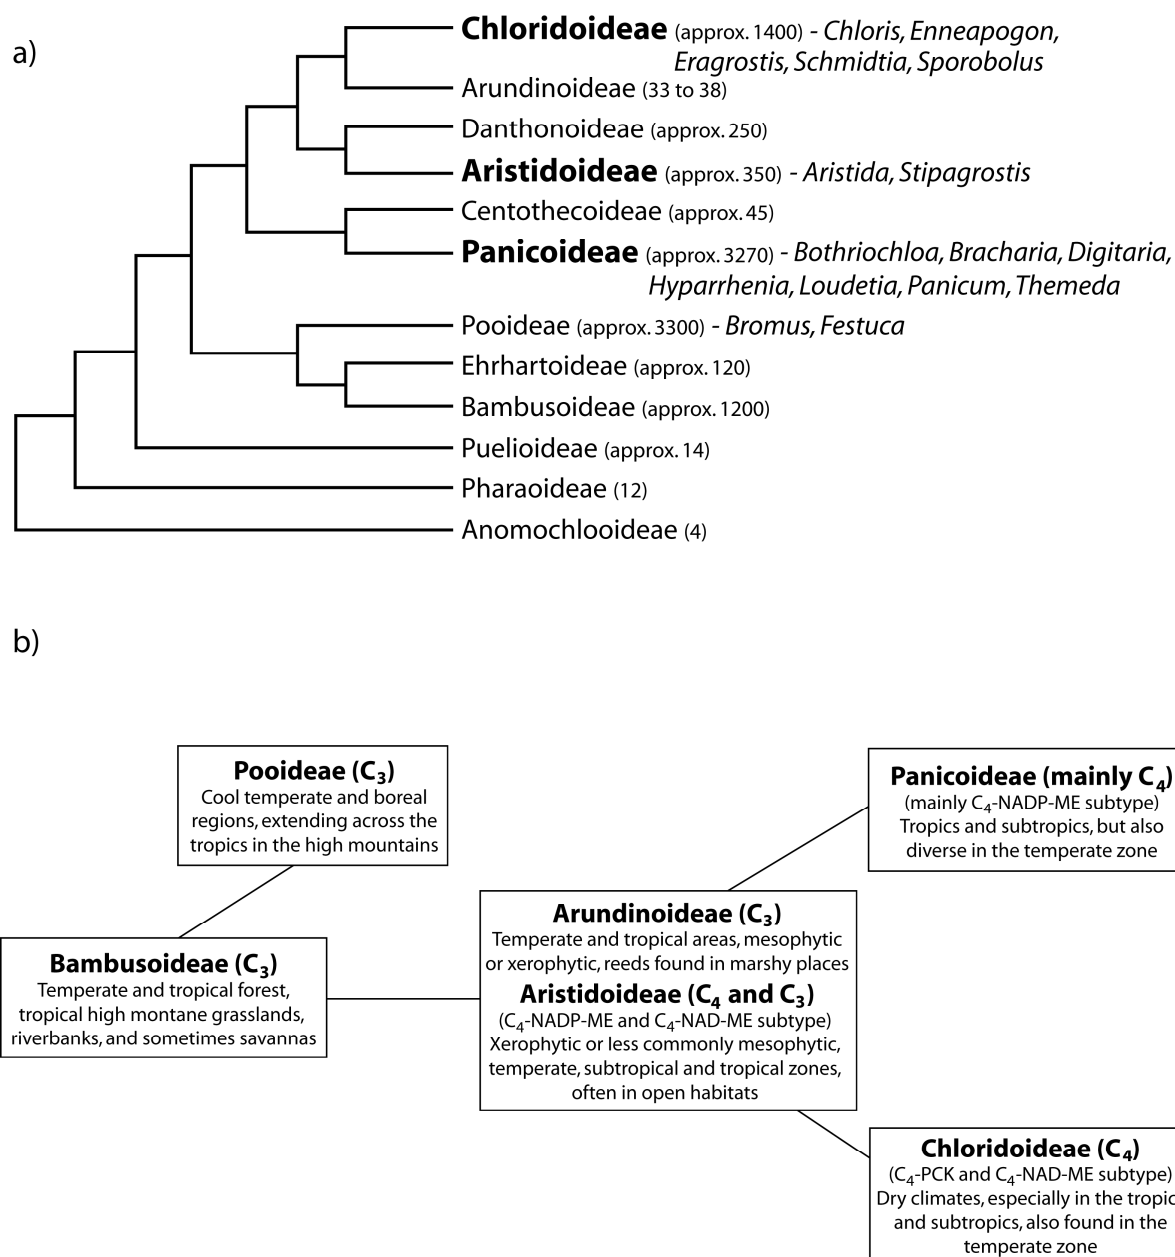 a)
Chloridoideae (approx. 1400) - Chloris, Enneapogon,
Eragrostis, Schmidtia, Sporobolus
Arundinoideae (33 to 38)
Danthonoideae (approx. 250)
Aristidoideae (approx. 350) - Aristida, Stipagrostis
Centothecoideae (approx. 45)
Panicoideae (approx. 3270) - Bothriochloa, Bracharia, Digitaria,
Hyparrhenia, Loudetia, Panicum, Themeda
Pooideae (approx. 3300) - Bromus, Festuca
Ehrhartoideae (approx. 120)
Bambusoideae (approx. 1200)
Puelioideae (approx. 14)
Pharaoideae (12)
Anomochlooideae (4)
b)
Pooideae (C₃)
Cool temperate and boreal
regions, extending across the
tropics in the high mountains
Bambusoideae (C₃)
Temperate and tropical forest,
tropical high montane grasslands,
riverbanks, and sometimes savannas
Arundinoideae (C₃)
Temperate and tropical areas, mesophytic
or xerophytic, reeds found in marshy places
Aristidoideae (C₄ and C₃)
(C₄-NADP-ME and C₄-NAD-ME subtype)
Xerophytic or less commonly mesophytic,
temperate, subtropical and tropical zones,
often in open habitats
Panicoideae (mainly C₄)
(mainly C₄-NADP-ME subtype)
Tropics and subtropics, but also
diverse in the temperate zone
Chloridoideae (C₄)
(C₄-PCK and C₄-NAD-ME subtype)
Dry climates, especially in the tropic
and subtropics, also found in the
temperate zone